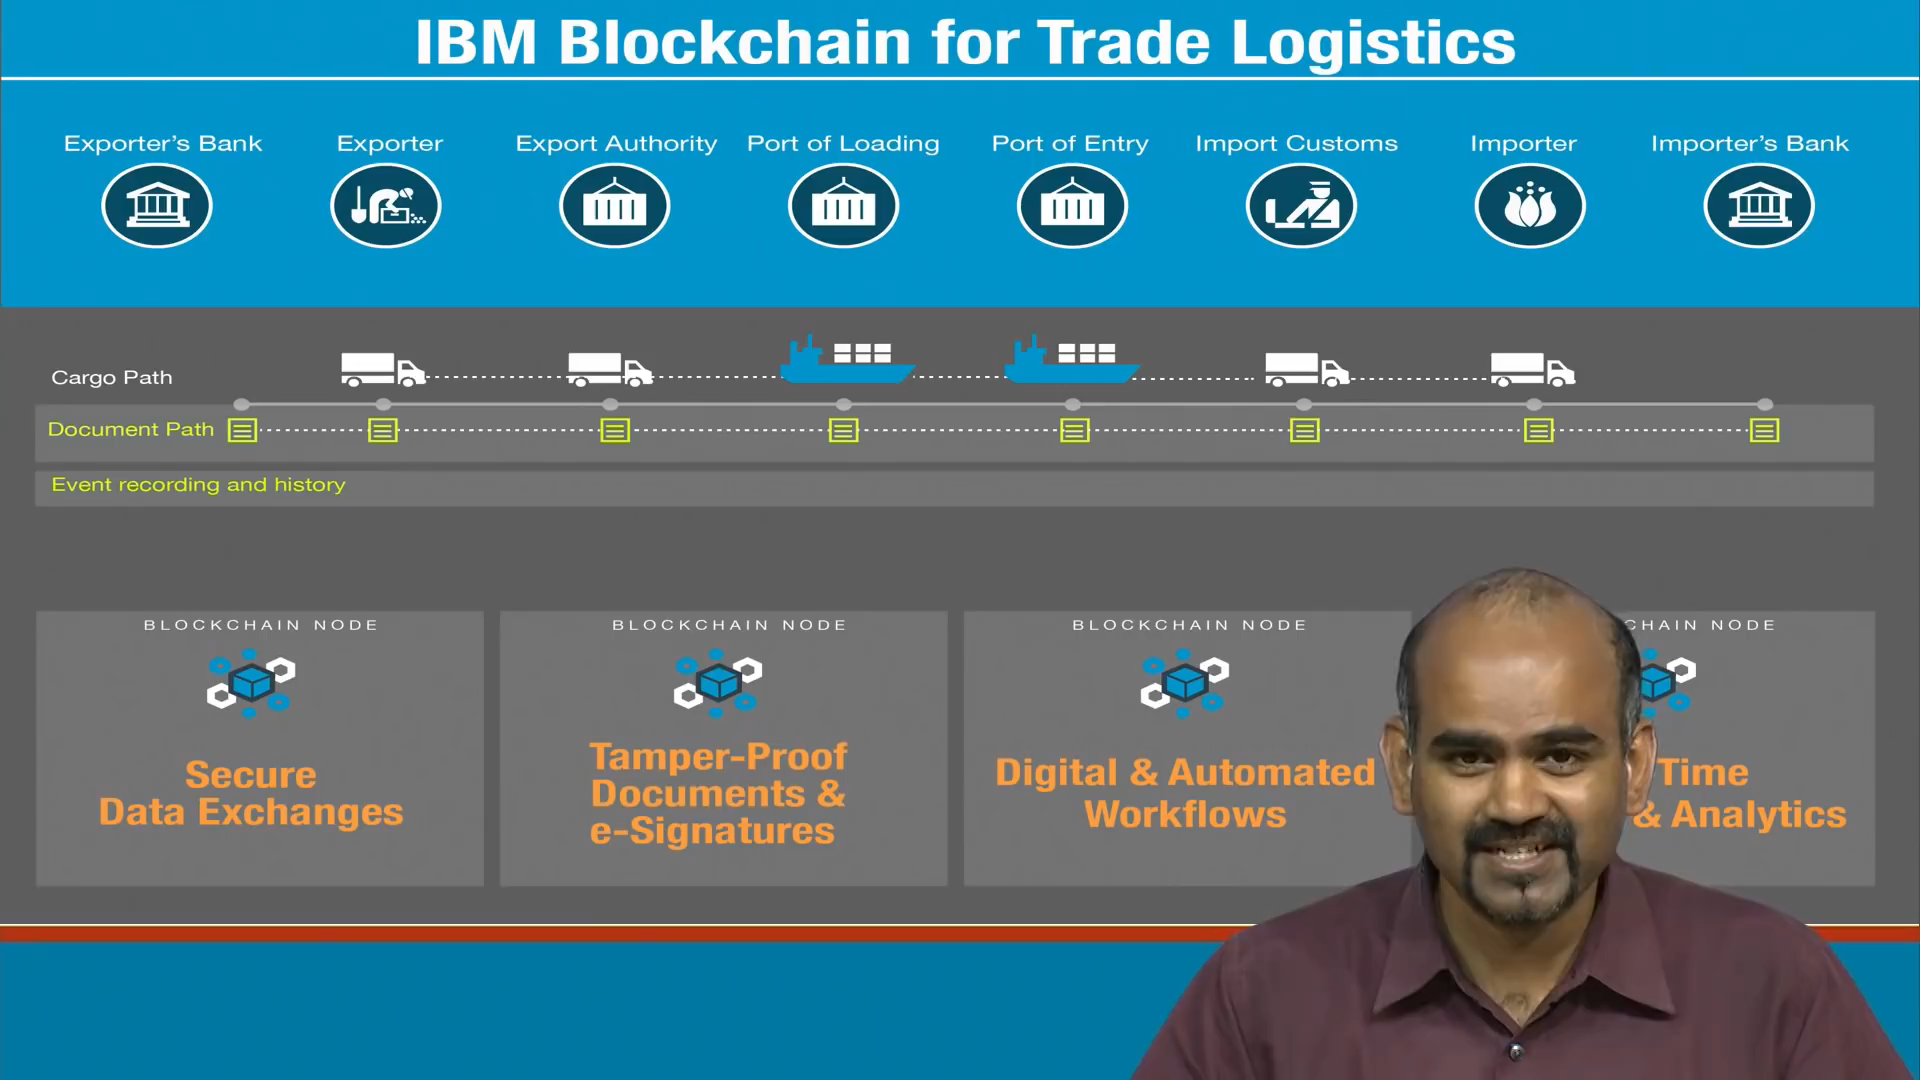 IBM Blockchain for Trade Logistics
Exporter's Bank
Exporter
Export Authority
Port of Loading
Port of Entry
Import Customs
Importer
Importer's Bank
Cargo Path
Document Path
Event recording and history
BLOCKCHAIN NODE
Secure
Data Exchanges
BLOCKCHAIN NODE
Tamper-Proof
Documents &
e-Signatures
BLOCKCHAIN NODE
Digital & Automated
Workflows
CHAIN NODE
Time
& Analytics